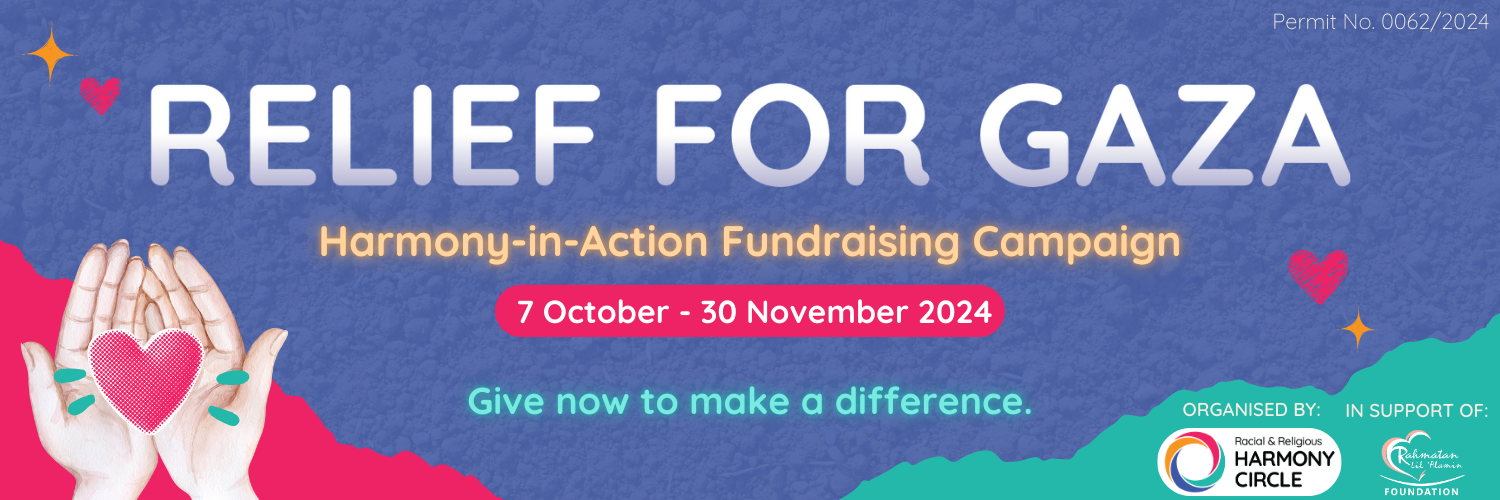 Permit No. 0062/2024
RELIEF FOR GAZA
Harmony-in-Action Fundraising Campaign
7 October - 30 November 2024
Give now to make a difference.
ORGANISED BY:
Racial & Religious
HARMONY
CIRCLE
IN SUPPORT OF:
Rahmatan
lil 'Alamin
FOUNDATION